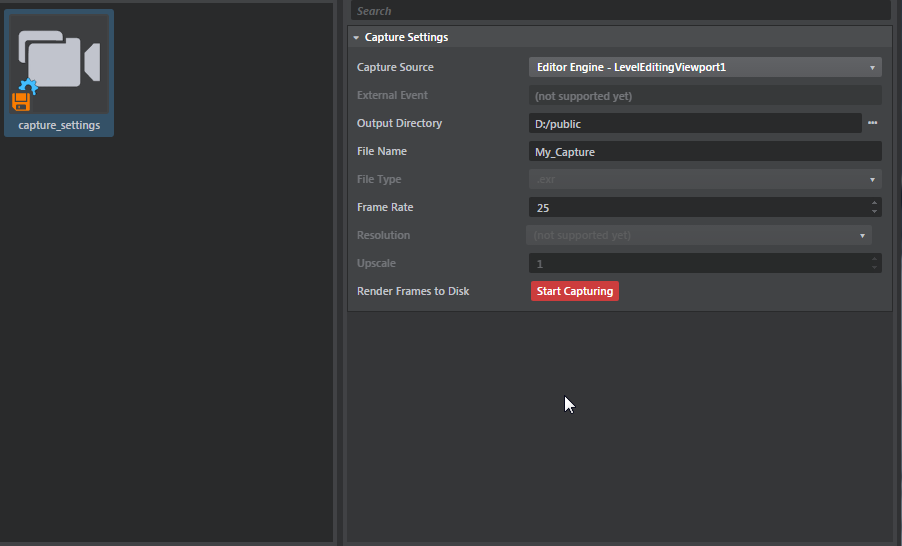 capture_settings
Search
Capture Settings
Capture Source Editor Engine - LevelEditingViewport1
External Event (not supported yet)
Output Directory D:/public ...
File Name My_Capture
File Type .exr
Frame Rate 25
Resolution (not supported yet)
Upscale 1
Render Frames to Disk Start Capturing